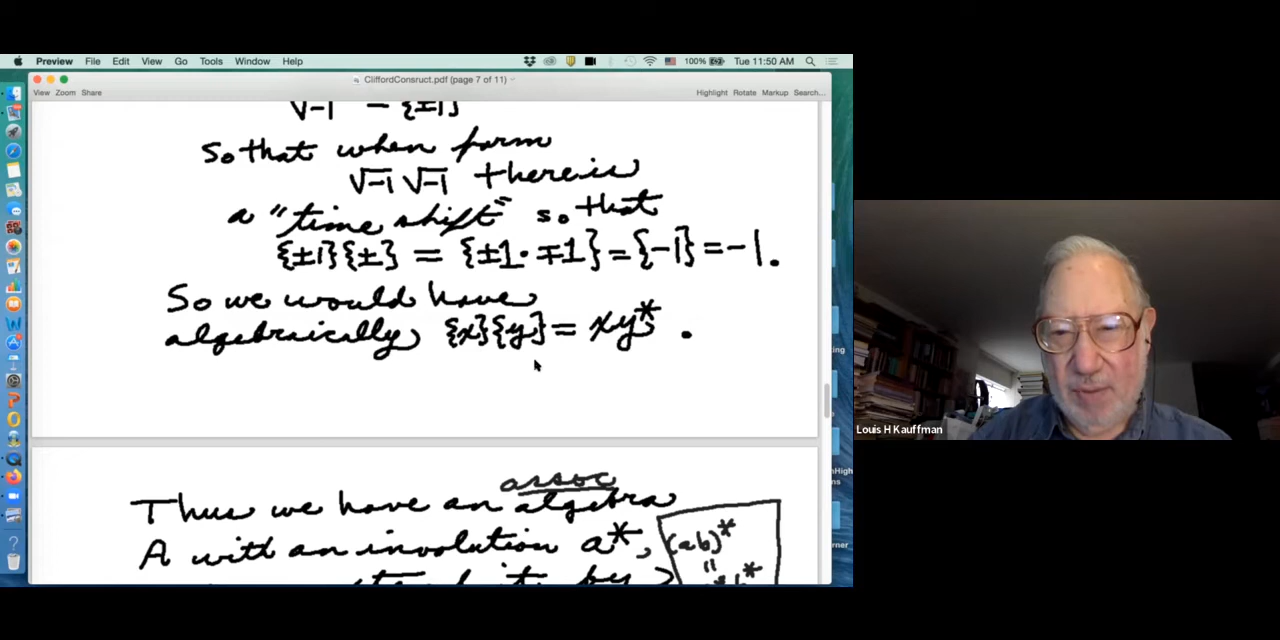 Preview File Edit View Go Tools Window Help 100% Tue 11:50 AM
CliffordConsruct.pdf (page 7 of 11)
View Zoom Share Highlight Rotate Markup Search...
√-1 = {±1}
So that when form
√-1 √-1 there is
a "time shift" so that
{±1}{±} = {±1·∓1} = {-1} = -1.
So we would have
algebraically {x}{y} = xy* .
assoc
Thus we have an algebra
A with an involution a*,
(ab)*
"
by
Louis H Kauffman